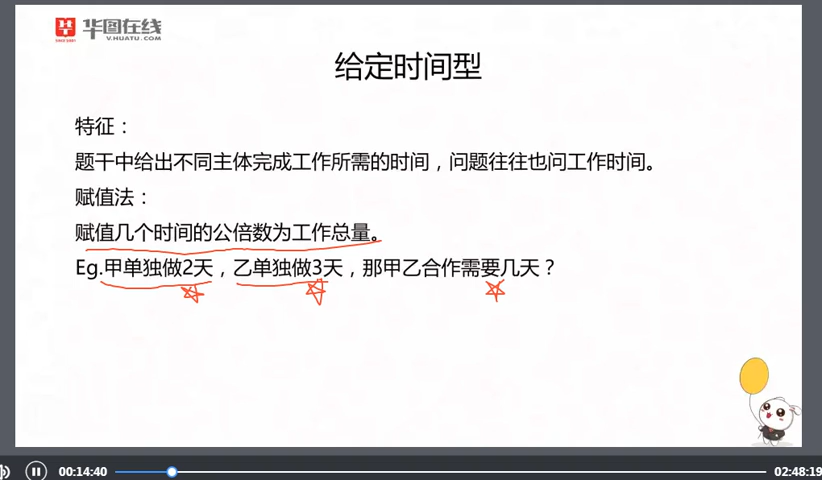 华图在线
V.HUATU.COM
给定时间型
特征：
题干中给出不同主体完成工作所需的时间，问题往往也问工作时间。
赋值法：
赋值几个时间的公倍数为工作总量。
Eg.甲单独做2天，乙单独做3天，那甲乙合作需要几天？
00:14:40
02:48:19